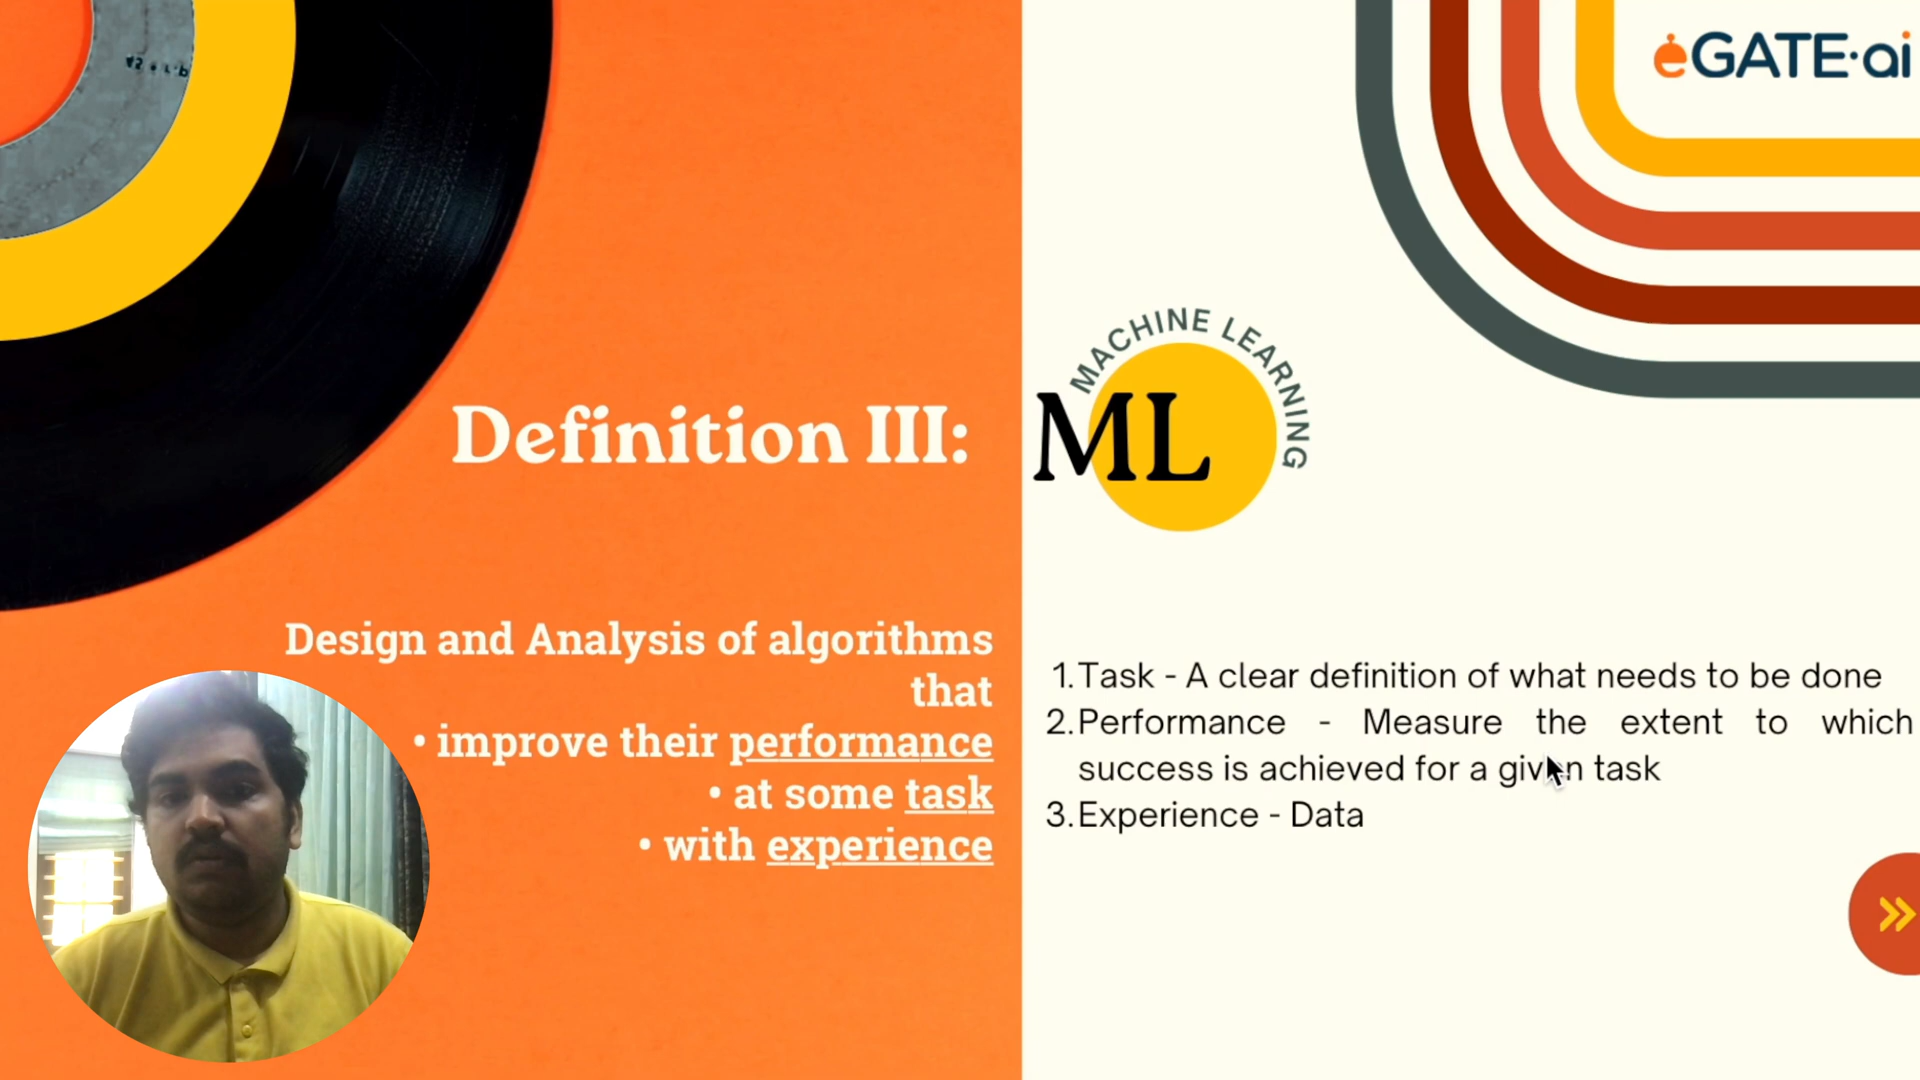 eGATE·ai
MACHINE LEARNING
Definition III:
ML
Design and Analysis of algorithms
that
• improve their performance
• at some task
• with experience
1. Task - A clear definition of what needs to be done
2. Performance - Measure the extent to which
success is achieved for a given task
3. Experience - Data